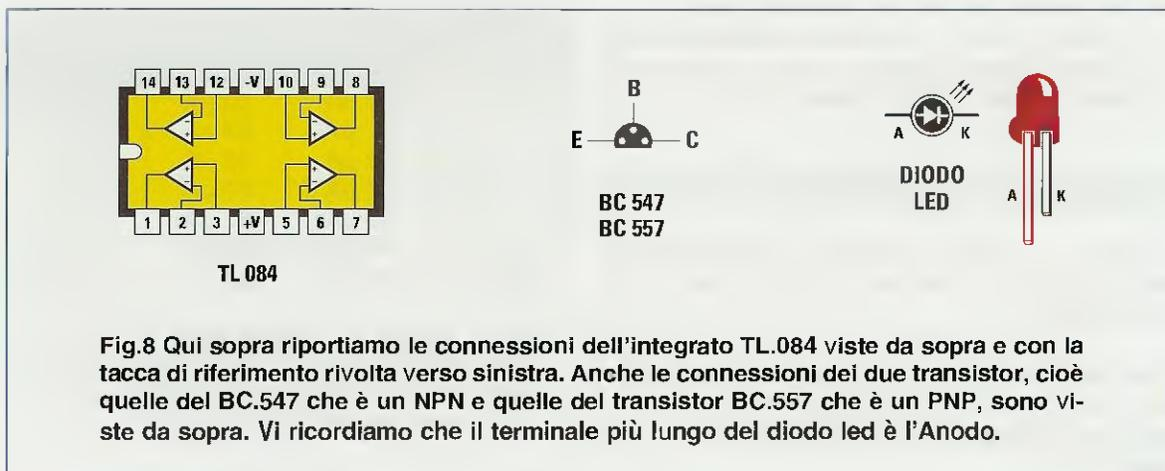 14 13 12 -V 10 9 8
1 2 3 +V 5 6 7
TL 084
B
E C
BC 547
BC 557
A K
DIODO
LED
A K
Fig.8 Qui sopra riportiamo le connessioni dell'integrato TL.084 viste da sopra e con la
tacca di riferimento rivolta verso sinistra. Anche le connessioni dei due transistor, cioè
quelle del BC.547 che è un NPN e quelle del transistor BC.557 che è un PNP, sono vi-
ste da sopra. Vi ricordiamo che il terminale più lungo del diodo led è l'Anodo.